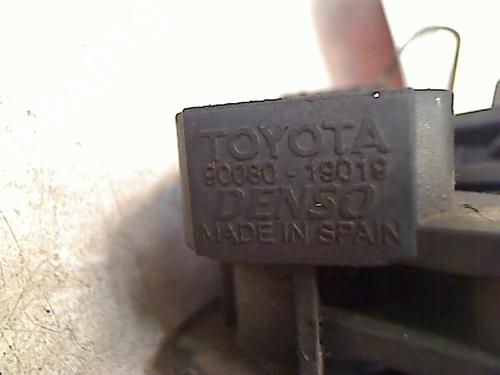 TOYOTA
90080-19019
DENSO
MADE IN SPAIN